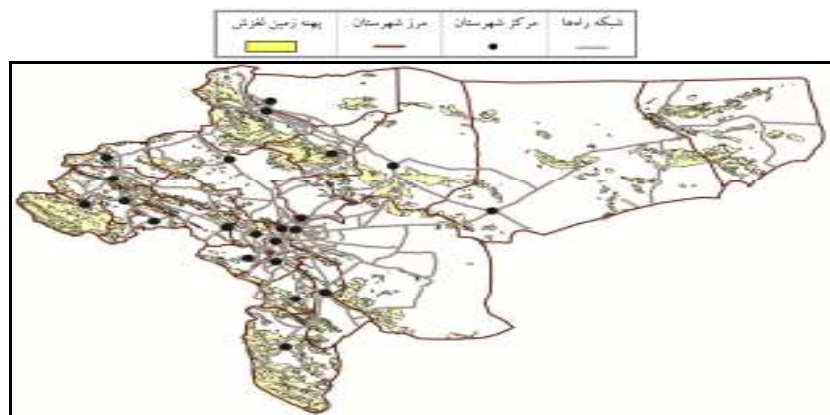 شبکه راه‌ها
مرکز شهرستان
مرز شهرستان
پهنه زمین لغزش